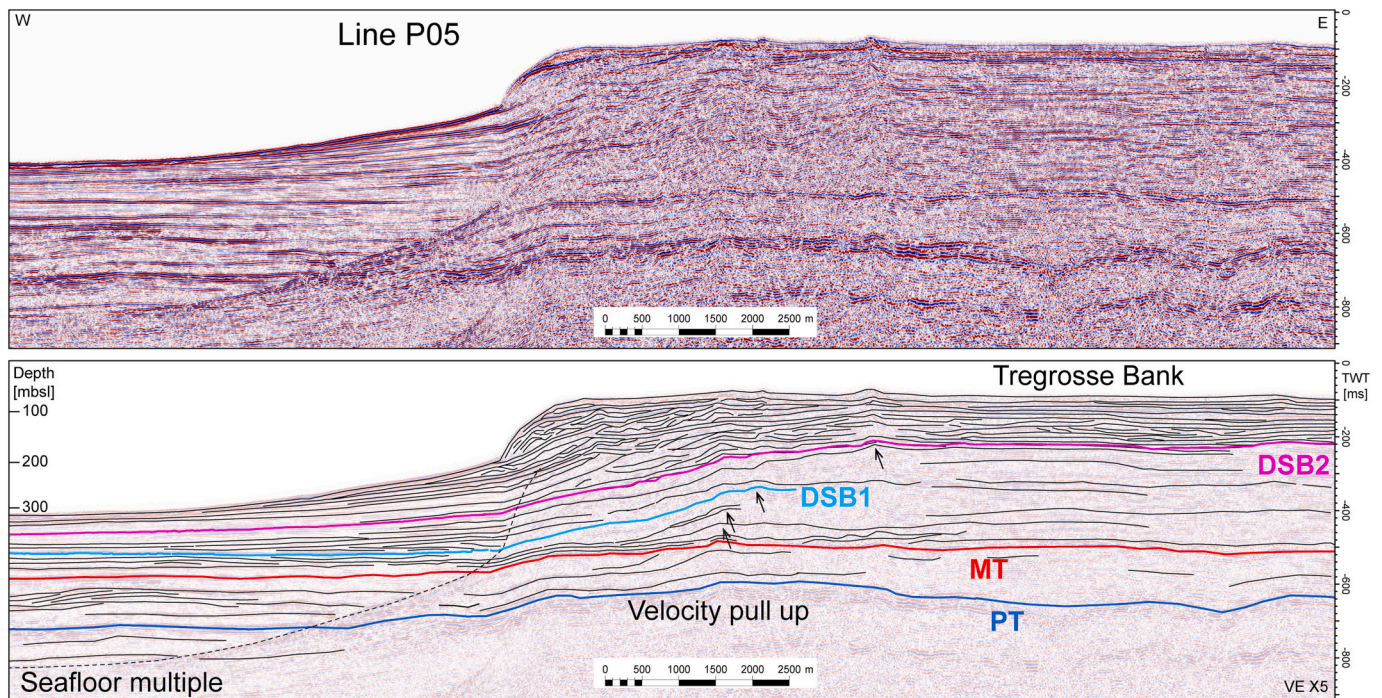 W
Line P05
E
0
-200
-400
-600
-800
0 500 1000 1500 2000 2500 m
Depth
[mbsl]
100
200
300
Tregrosse Bank
0
TWT
[ms]
-200
-400
-600
-800
DSB2
DSB1
MT
Velocity pull up
PT
0 500 1000 1500 2000 2500 m
Seafloor multiple
VE X5